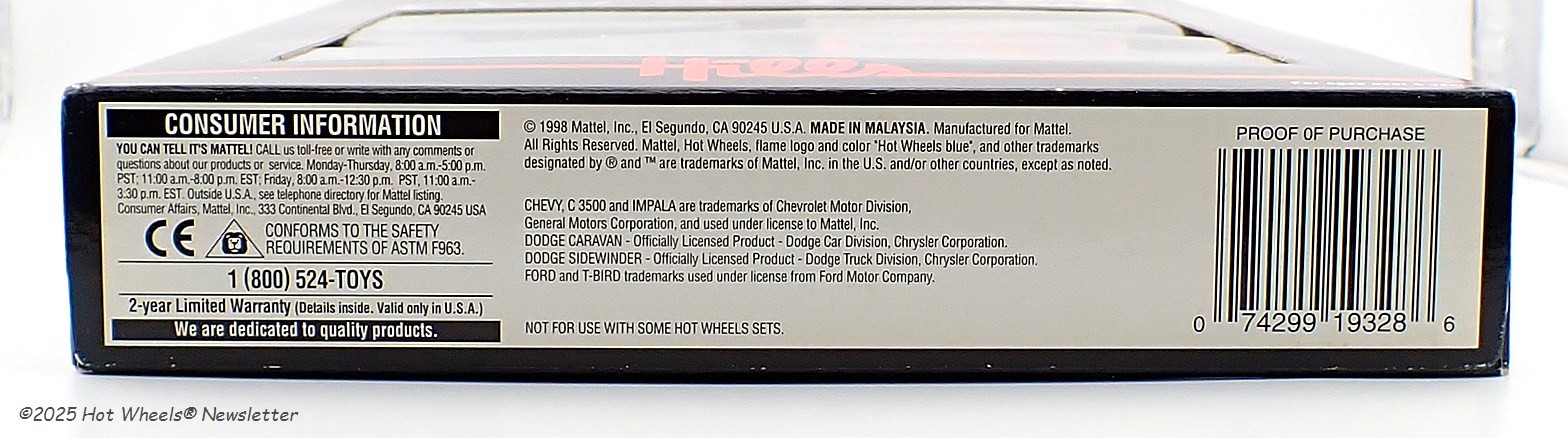 Hills
CONSUMER INFORMATION
YOU CAN TELL IT'S MATTEL! CALL us toll-free or write with any comments or
questions about our products or service. Monday-Thursday, 8:00 a.m.-5:00 p.m.
PST; 11:00 a.m.-8:00 p.m. EST; Friday, 8:00 a.m.-12:30 p.m. PST, 11:00 a.m.-
3:30 p.m. EST. Outside U.S.A., see telephone directory for Mattel listing.
Consumer Affairs, Mattel, Inc., 333 Continental Blvd., El Segundo, CA 90245 USA
CE
CONFORMS TO THE SAFETY
REQUIREMENTS OF ASTM F963.
1 (800) 524-TOYS
2-year Limited Warranty (Details inside. Valid only in U.S.A.)
We are dedicated to quality products.
© 1998 Mattel, Inc., El Segundo, CA 90245 U.S.A. MADE IN MALAYSIA. Manufactured for Mattel.
All Rights Reserved. Mattel, Hot Wheels, flame logo and color "Hot Wheels blue", and other trademarks
designated by ® and ™ are trademarks of Mattel, Inc. in the U.S. and/or other countries, except as noted.
CHEVY, C 3500 and IMPALA are trademarks of Chevrolet Motor Division,
General Motors Corporation, and used under license to Mattel, Inc.
DODGE CARAVAN - Officially Licensed Product - Dodge Car Division, Chrysler Corporation.
DODGE SIDEWINDER - Officially Licensed Product - Dodge Truck Division, Chrysler Corporation.
FORD and T-BIRD trademarks used under license from Ford Motor Company.
NOT FOR USE WITH SOME HOT WHEELS SETS.
PROOF OF PURCHASE
0 74299 19328 6
©2025 Hot Wheels® Newsletter